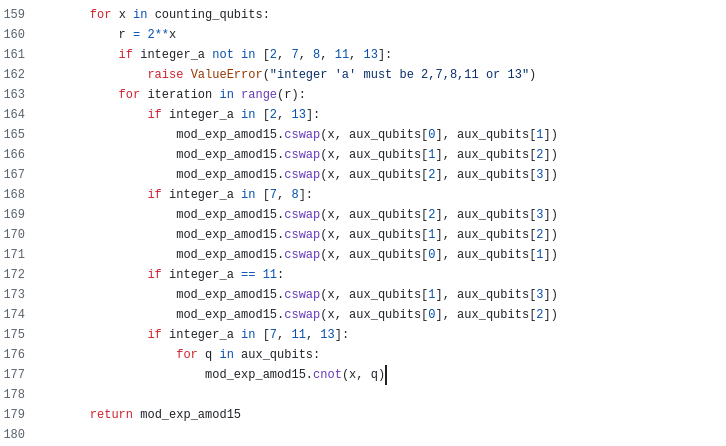 159 for x in counting_qubits:
160 r = 2**x
161 if integer_a not in [2, 7, 8, 11, 13]:
162 raise ValueError("integer 'a' must be 2,7,8,11 or 13")
163 for iteration in range(r):
164 if integer_a in [2, 13]:
165 mod_exp_amod15.cswap(x, aux_qubits[0], aux_qubits[1])
166 mod_exp_amod15.cswap(x, aux_qubits[1], aux_qubits[2])
167 mod_exp_amod15.cswap(x, aux_qubits[2], aux_qubits[3])
168 if integer_a in [7, 8]:
169 mod_exp_amod15.cswap(x, aux_qubits[2], aux_qubits[3])
170 mod_exp_amod15.cswap(x, aux_qubits[1], aux_qubits[2])
171 mod_exp_amod15.cswap(x, aux_qubits[0], aux_qubits[1])
172 if integer_a == 11:
173 mod_exp_amod15.cswap(x, aux_qubits[1], aux_qubits[3])
174 mod_exp_amod15.cswap(x, aux_qubits[0], aux_qubits[2])
175 if integer_a in [7, 11, 13]:
176 for q in aux_qubits:
177 mod_exp_amod15.cnot(x, q)
178
179 return mod_exp_amod15
180